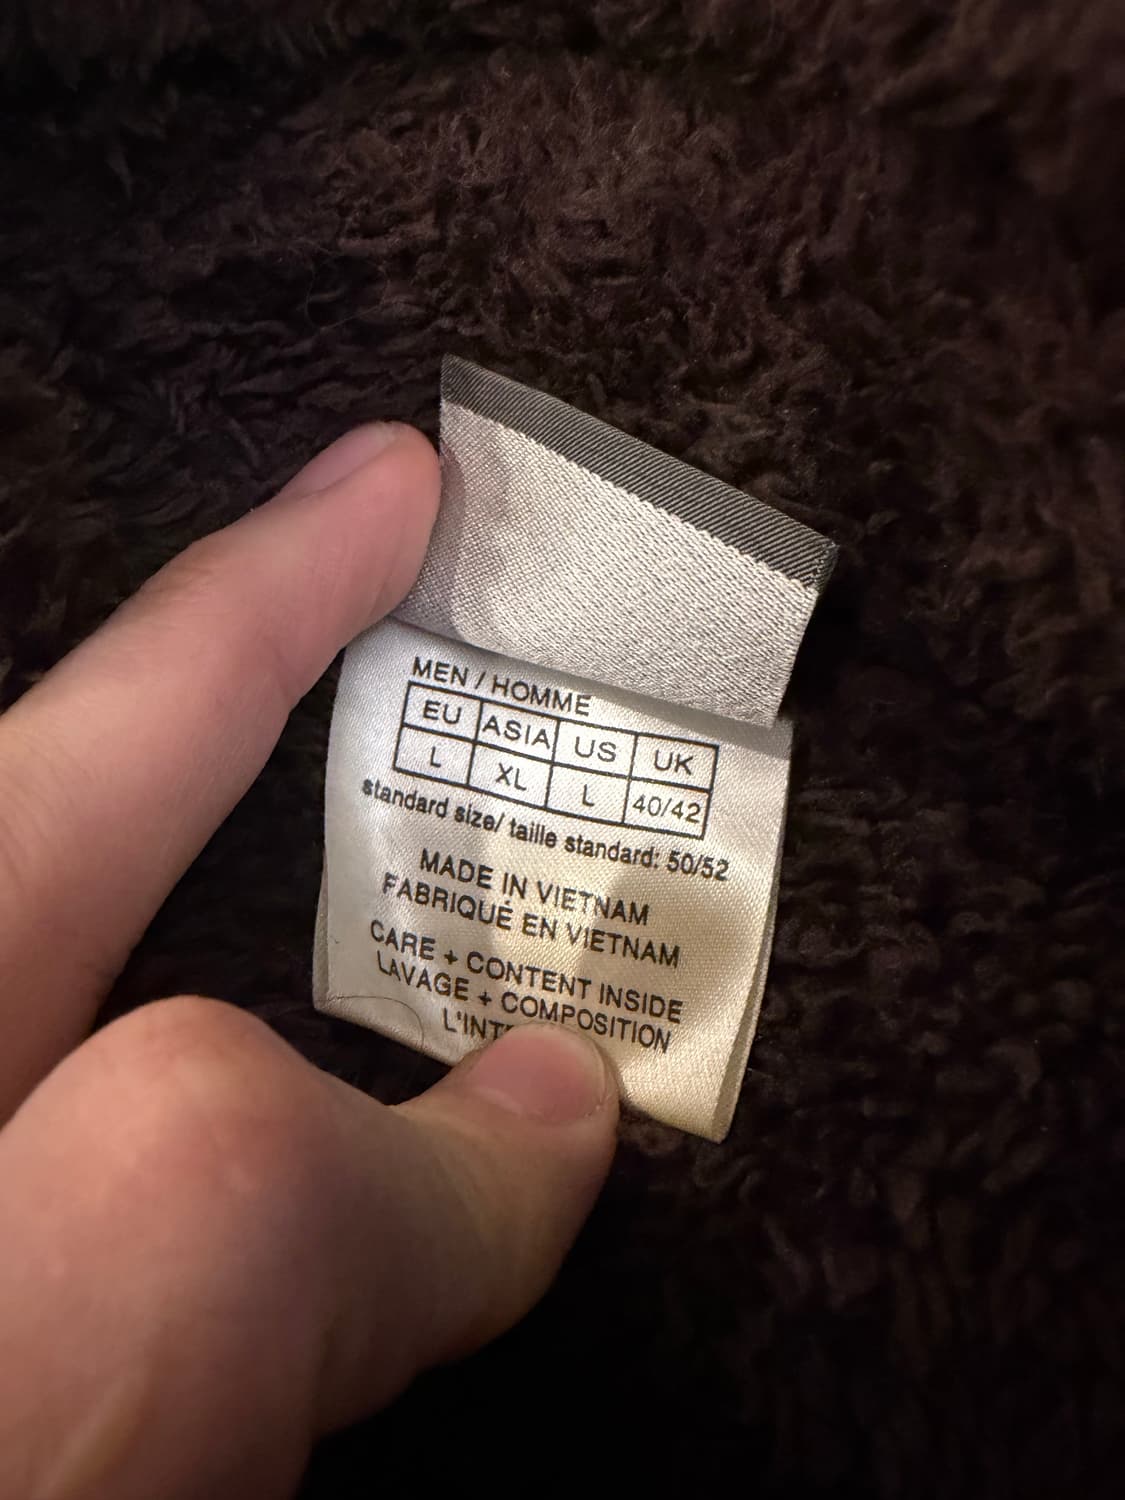 MEN / HOMME
EU ASIA US UK
L XL L 40/42
standard size/ taille standard: 50/52
MADE IN VIETNAM
FABRIQUÉ EN VIETNAM
CARE + CONTENT INSIDE
LAVAGE + COMPOSITION